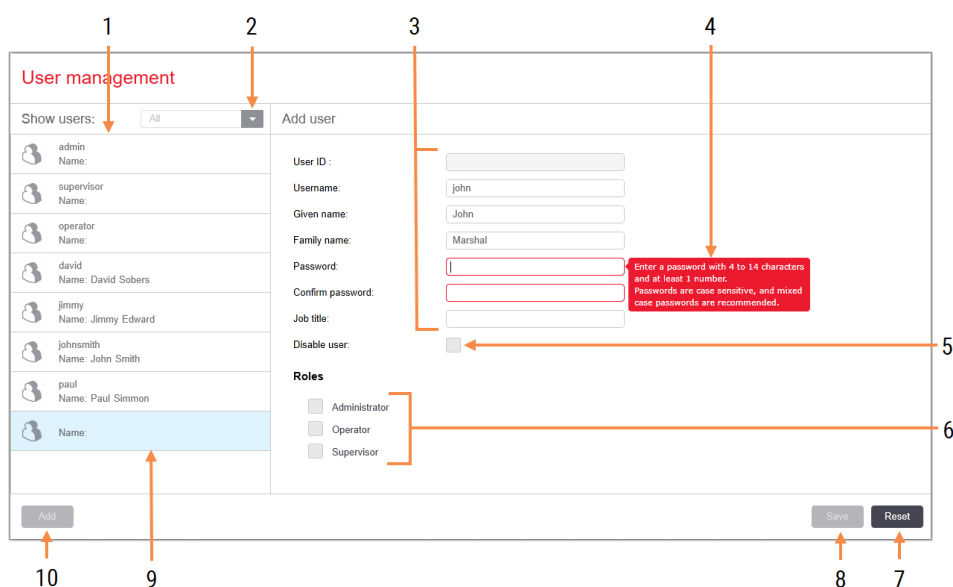 1 2 3 4
User management
Show users: All Add user
admin
Name:
supervisor
Name:
operator
Name:
david
Name: David Sobers
jimmy
Name: Jimmy Edward
johnsmith
Name: John Smith
paul
Name: Paul Simmon
Name:
User ID :
Username: john
Given name: John
Family name: Marshal
Password:
Enter a password with 4 to 14 characters
and at least 1 number.
Passwords are case sensitive, and mixed
case passwords are recommended.
Confirm password:
Job title:
Disable user:
5
Roles
Administrator
Operator
Supervisor
6
Add Save Reset
10 9 8 7